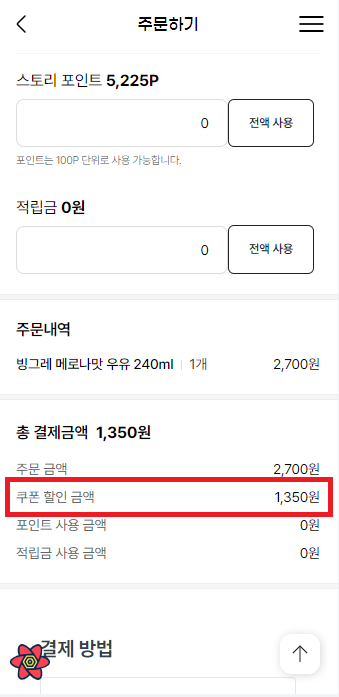 주문하기
스토리 포인트 5,225P
0
전액 사용
포인트는 100P 단위로 사용 가능합니다.
적립금 0원
0
전액 사용
주문내역
빙그레 메로나맛 우유 240ml | 1개 2,700원
총 결제금액 1,350원
주문 금액 2,700원
쿠폰 할인 금액 1,350원
포인트 사용 금액 0원
적립금 사용 금액 0원
결제 방법